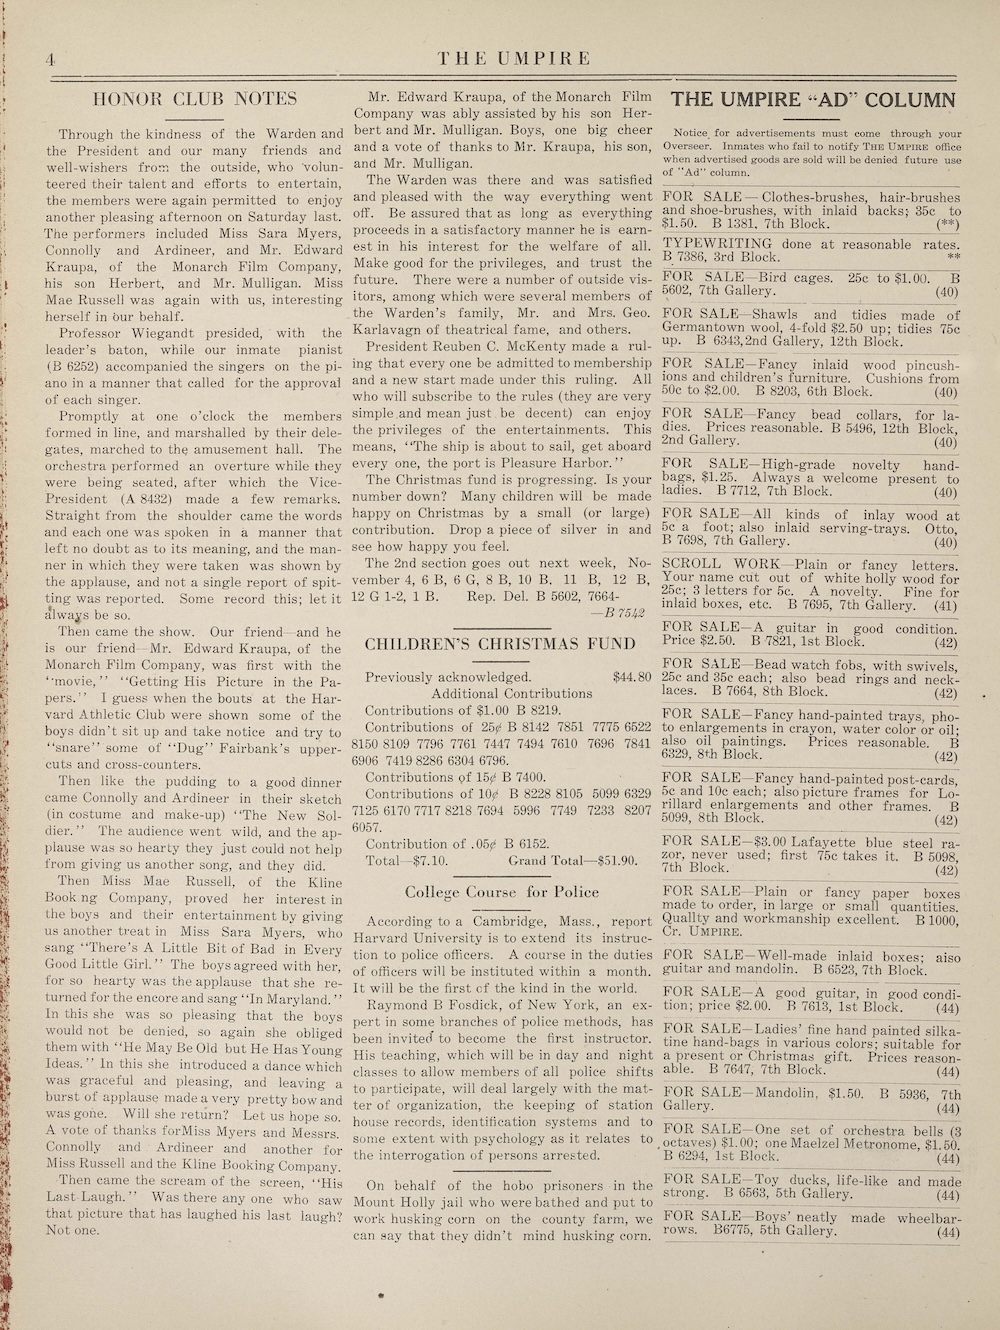 4
THE UMPIRE
HONOR CLUB NOTES
Through the kindness of the Warden and
the President and our many friends and
well-wishers from the outside, who volun-
teered their talent and efforts to entertain,
the members were again permitted to enjoy
another pleasing afternoon on Saturday last.
The performers included Miss Sara Myers,
Connolly and Ardineer, and Mr. Edward
Kraupa, of the Monarch Film Company,
his son Herbert, and Mr. Mulligan. Miss
Mae Russell was again with us, interesting
herself in our behalf.
Professor Wiegandt presided, with the
leader's baton, while our inmate pianist
(B 6252) accompanied the singers on the pi-
ano in a manner that called for the approval
of each singer.
Promptly at one o'clock the members
formed in line, and marshalled by their dele-
gates, marched to the amusement hall. The
orchestra performed an overture while they
were being seated, after which the Vice-
President (A 8432) made a few remarks.
Straight from the shoulder came the words
and each one was spoken in a manner that
left no doubt as to its meaning, and the man-
ner in which they were taken was shown by
the applause, and not a single report of spit-
ting was reported. Some record this; let it
always be so.
Then came the show. Our friend—and he
is our friend—Mr. Edward Kraupa, of the
Monarch Film Company, was first with the
"movie," "Getting His Picture in the Pa-
pers." I guess when the bouts at the Har-
vard Athletic Club were shown some of the
boys didn't sit up and take notice and try to
"snare" some of "Dug" Fairbank's upper-
cuts and cross-counters.
Then like the pudding to a good dinner
came Connolly and Ardineer in their sketch
(in costume and make-up) "The New Sol-
dier." The audience went wild, and the ap-
plause was so hearty they just could not help
from giving us another song, and they did.
Then Miss Mae Russell, of the Kline
Book ng Company, proved her interest in
the boys and their entertainment by giving
us another treat in Miss Sara Myers, who
sang "There's A Little Bit of Bad in Every
Good Little Girl." The boys agreed with her,
for so hearty was the applause that she re-
turned for the encore and sang "In Maryland."
In this she was so pleasing that the boys
would not be denied, so again she obliged
them with "He May Be Old but He Has Young
Ideas." In this she introduced a dance which
was graceful and pleasing, and leaving a
burst of applause made a very pretty bow and
was gone. Will she return? Let us hope so.
A vote of thanks forMiss Myers and Messrs.
Connolly and Ardineer and another for
Miss Russell and the Kline Booking Company.
Then came the scream of the screen, "His
Last Laugh." Was there any one who saw
that picture that has laughed his last laugh?
Not one.
Mr. Edward Kraupa, of the Monarch Film
Company was ably assisted by his son Her-
bert and Mr. Mulligan. Boys, one big cheer
and a vote of thanks to Mr. Kraupa, his son,
and Mr. Mulligan.
The Warden was there and was satisfied
and pleased with the way everything went
off. Be assured that as long as everything
proceeds in a satisfactory manner he is earn-
est in his interest for the welfare of all.
Make good for the privileges, and trust the
future. There were a number of outside vis-
itors, among which were several members of
the Warden's family, Mr. and Mrs. Geo.
Karlavagn of theatrical fame, and others.
President Reuben C. McKenty made a rul-
ing that every one be admitted to membership
and a new start made under this ruling. All
who will subscribe to the rules (they are very
simple and mean just be decent) can enjoy
the privileges of the entertainments. This
means, "The ship is about to sail, get aboard
every one, the port is Pleasure Harbor."
The Christmas fund is progressing. Is your
number down? Many children will be made
happy on Christmas by a small (or large)
contribution. Drop a piece of silver in and
see how happy you feel.
The 2nd section goes out next week, No-
vember 4, 6 B, 6 G, 8 B, 10 B. 11 B, 12 B,
12 G 1-2, 1 B. Rep. Del. B 5602, 7664-
—B 7542
CHILDREN'S CHRISTMAS FUND
Previously acknowledged. $44.80
Additional Contributions
Contributions of $1.00 B 8219.
Contributions of 25¢ B 8142 7851 7775 6522
8150 8109 7796 7761 7447 7494 7610 7696 7841
6906 7419 8286 6304 6796.
Contributions of 15¢ B 7400.
Contributions of 10¢ B 8228 8105 5099 6329
7125 6170 7717 8218 7694 5996 7749 7233 8207
6057.
Contribution of .05¢ B 6152.
Total—$7.10. Grand Total—$51.90.
College Course for Police
According to a Cambridge, Mass., report
Harvard University is to extend its instruc-
tion to police officers. A course in the duties
of officers will be instituted within a month.
It will be the first of the kind in the world.
Raymond B Fosdick, of New York, an ex-
pert in some branches of police methods, has
been invited to become the first instructor.
His teaching, which will be in day and night
classes to allow members of all police shifts
to participate, will deal largely with the mat-
ter of organization, the keeping of station
house records, identification systems and to
some extent with psychology as it relates to
the interrogation of persons arrested.
On behalf of the hobo prisoners in the
Mount Holly jail who were bathed and put to
work husking corn on the county farm, we
can say that they didn't mind husking corn.
THE UMPIRE "AD" COLUMN
Notice for advertisements must come through your
Overseer. Inmates who fail to notify THE UMPIRE office
when advertised goods are sold will be denied future use
of "Ad" column.
FOR SALE—Clothes-brushes, hair-brushes
and shoe-brushes, with inlaid backs; 35c to
$1.50. B 1381, 7th Block. (**)
TYPEWRITING done at reasonable rates.
B 7386, 3rd Block. **
FOR SALE—Bird cages. 25c to $1.00. B
5602, 7th Gallery. (40)
FOR SALE—Shawls and tidies made of
Germantown wool, 4-fold $2.50 up; tidies 75c
up. B 6343, 2nd Gallery, 12th Block.
FOR SALE—Fancy inlaid wood pincush-
ions and children's furniture. Cushions from
50c to $2.00. B 8203, 6th Block. (40)
FOR SALE—Fancy bead collars, for la-
dies. Prices reasonable. B 5496, 12th Block,
2nd Gallery. (40)
FOR SALE—High-grade novelty hand-
bags, $1.25. Always a welcome present to
ladies. B 7712, 7th Block. (40)
FOR SALE—All kinds of inlay wood at
5c a foot; also inlaid serving-trays. Otto,
B 7698, 7th Gallery. (40)
SCROLL WORK—Plain or fancy letters.
Your name cut out of white holly wood for
25c; 3 letters for 5c. A novelty. Fine for
inlaid boxes, etc. B 7695, 7th Gallery. (41)
FOR SALE—A guitar in good condition.
Price $2.50. B 7821, 1st Block. (42)
FOR SALE—Bead watch fobs, with swivels,
25c and 35c each; also bead rings and neck-
laces. B 7664, 8th Block. (42)
FOR SALE—Fancy hand-painted trays, pho-
to enlargements in crayon, water color or oil;
also oil paintings. Prices reasonable. B
6329, 8th Block. (42)
FOR SALE—Fancy hand-painted post-cards,
5c and 10c each; also picture frames for Lo-
rillard enlargements and other frames. B
5099, 8th Block. (42)
FOR SALE—$3.00 Lafayette blue steel ra-
zor, never used; first 75c takes it. B 5098,
7th Block. (42)
FOR SALE—Plain or fancy paper boxes
made to order, in large or small quantities.
Quallty and workmanship excellent. B 1000,
Cr. UMPIRE.
FOR SALE—Well-made inlaid boxes; aiso
guitar and mandolin. B 6523, 7th Block.
FOR SALE—A good guitar, in good condi-
tion; price $2.00. B 7613, 1st Block. (44)
FOR SALE—Ladies' fine hand painted silka-
tine hand-bags in various colors; suitable for
a present or Christmas gift. Prices reason-
able. B 7647, 7th Block. (44)
FOR SALE—Mandolin, $1.50. B 5936, 7th
Gallery. (44)
FOR SALE—One set of orchestra bells (3
octaves) $1.00; one Maelzel Metronome, $1.50.
B 6294, 1st Block. (44)
FOR SALE—Toy ducks, life-like and made
strong. B 6563, 5th Gallery. (44)
FOR SALE—Boys' neatly made wheelbar-
rows. B6775, 5th Gallery. (44)